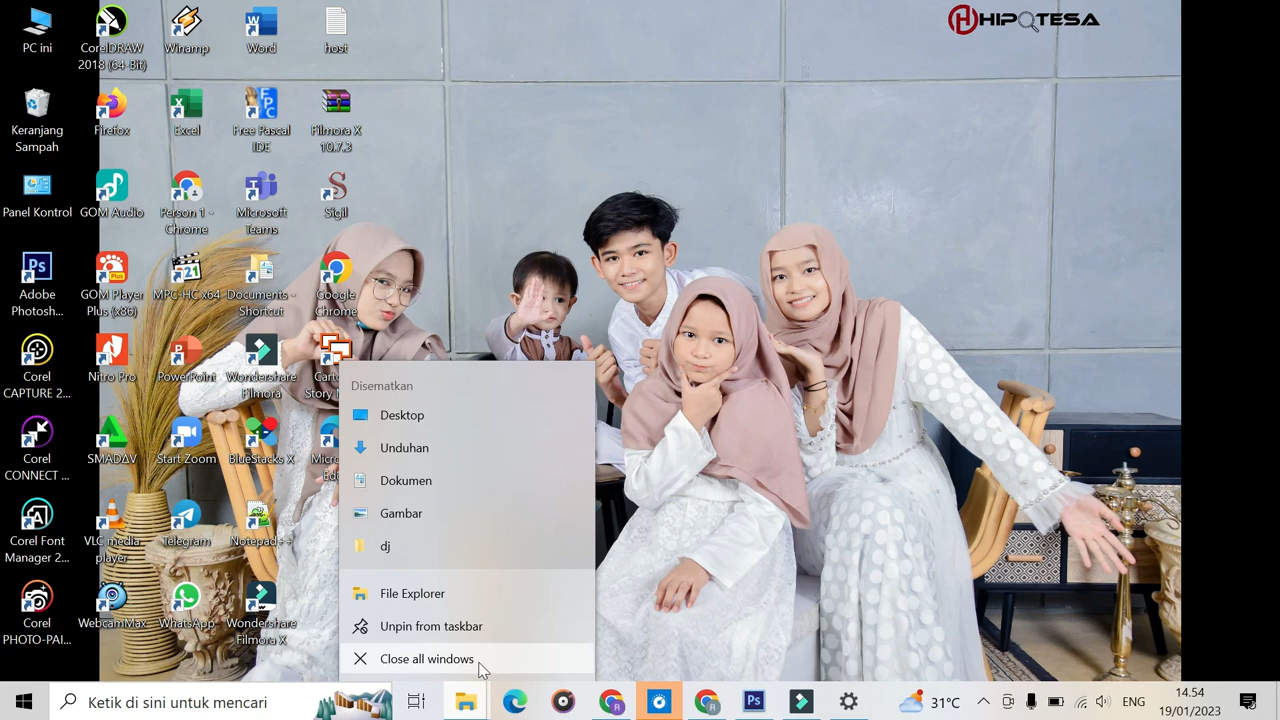 HIPOTESA
PC ini
CorelDRAW
2018 (64-Bit)
Winamp
Word
host
Keranjang
Sampah
Firefox
Excel
Free Pascal
IDE
Filmora X
10.7.3
Panel Kontrol
GOM Audio
Person 1 -
Chrome
Microsoft
Teams
Sigil
Adobe
Photosh...
GOM Player
Plus (x86)
MPC-HC x64
Documents -
Shortcut
Google
Chrome
Corel
CAPTURE 2...
Nitro Pro
PowerPoint
Wondershare
Filmora
Corel
CONNECT ...
SMADΔV
Start Zoom
BlueStacks X
Corel Font
Manager 2...
VLC media
player
Telegram
Notepad++
Corel
PHOTO-PAI...
WebcamMax
WhatsApp
Wondershare
Filmora X
Disematkan
Desktop
Unduhan
Dokumen
Gambar
dj
File Explorer
Unpin from taskbar
Close all windows
Ketik di sini untuk mencari
31°C
ENG
14.54
19/01/2023